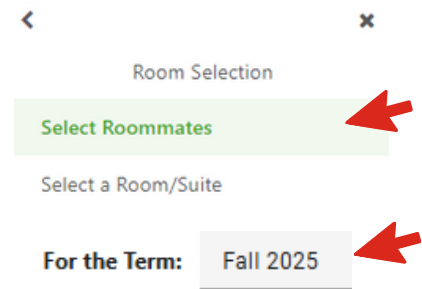 Room Selection
Select Roommates
Select a Room/Suite
For the Term: Fall 2025